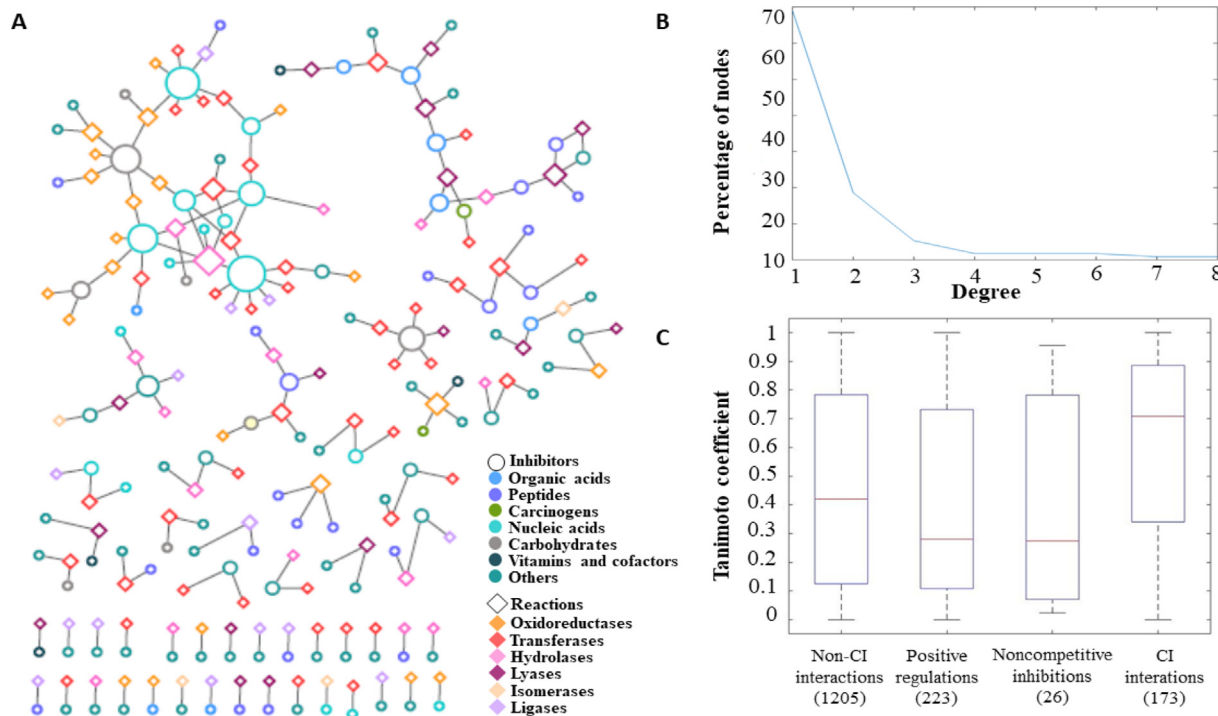 A
Inhibitors
Organic acids
Peptides
Carcinogens
Nucleic acids
Carbohydrates
Vitamins and cofactors
Others
Reactions
Oxidoreductases
Transferases
Hydrolases
Lyases
Isomerases
Ligases
B
Percentage of nodes
70
50
30
20
10
1
2
3
4
5
6
7
8
Degree
C
Tanimoto coefficient
1
0.9
0.8
0.7
0.6
0.5
0.4
0.3
0.2
0.1
0
Non-CI
interactions
(1205)
Positive
regulations
(223)
Noncompetitive
inhibitions
(26)
CI
interations
(173)